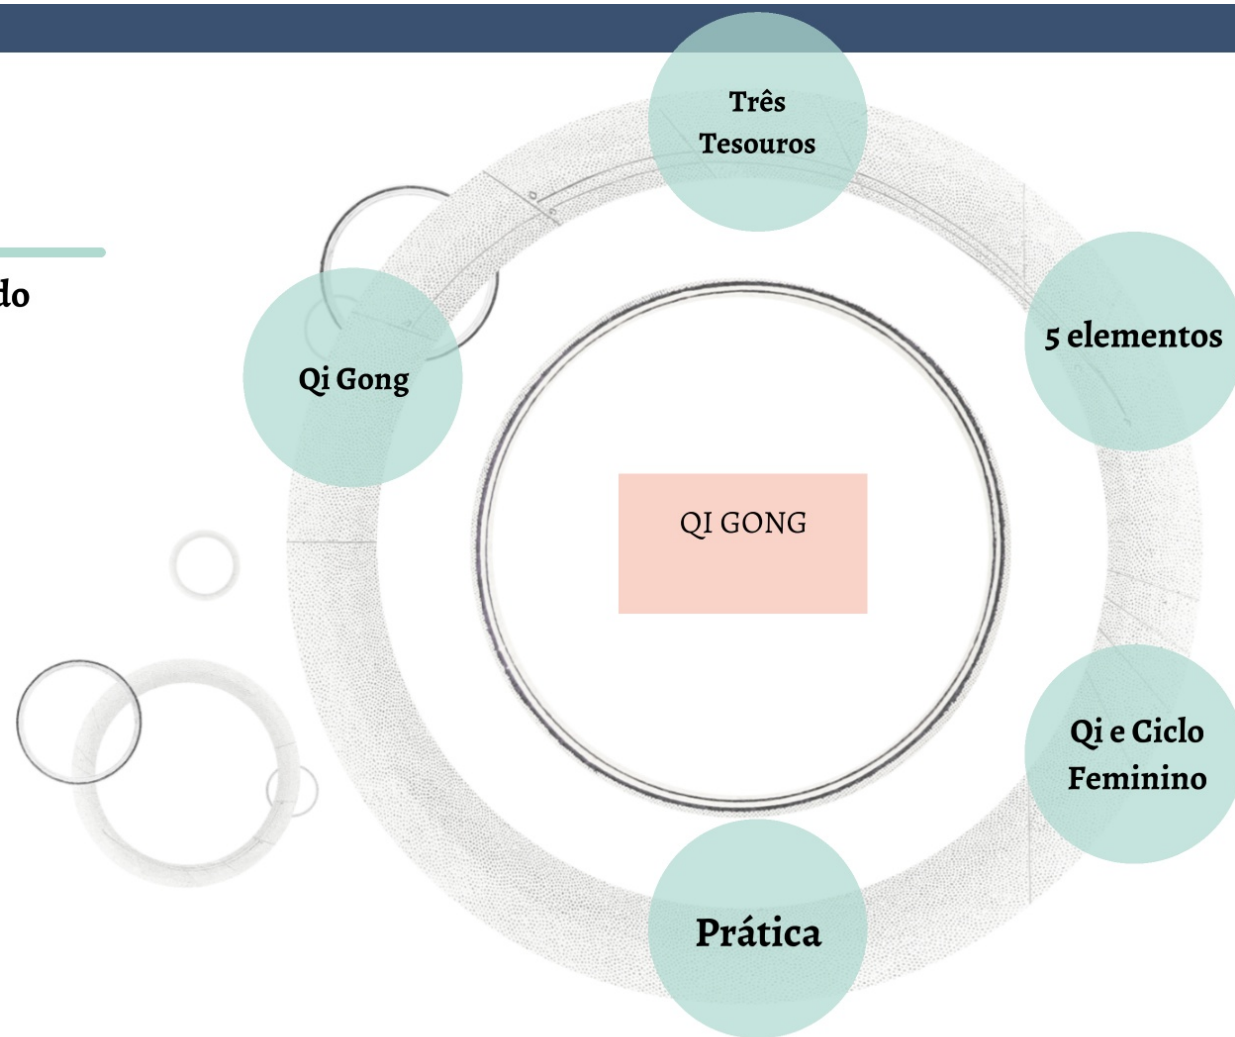 Três
Tesouros
do
5 elementos
Qi Gong
QI GONG
Qi e Ciclo
Feminino
Prática